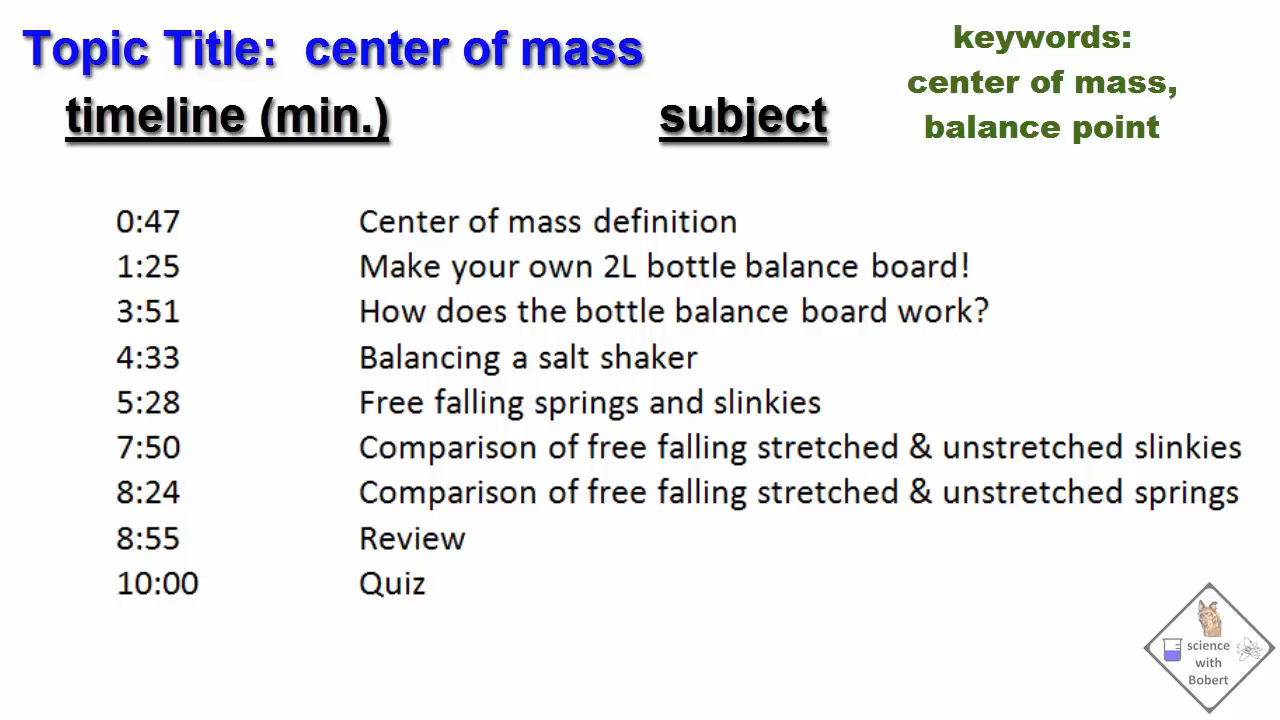 Topic Title: center of mass
keywords:
center of mass,
balance point
timeline (min.) subject
0:47 Center of mass definition
1:25 Make your own 2L bottle balance board!
3:51 How does the bottle balance board work?
4:33 Balancing a salt shaker
5:28 Free falling springs and slinkies
7:50 Comparison of free falling stretched & unstretched slinkies
8:24 Comparison of free falling stretched & unstretched springs
8:55 Review
10:00 Quiz
science
with
Bobert